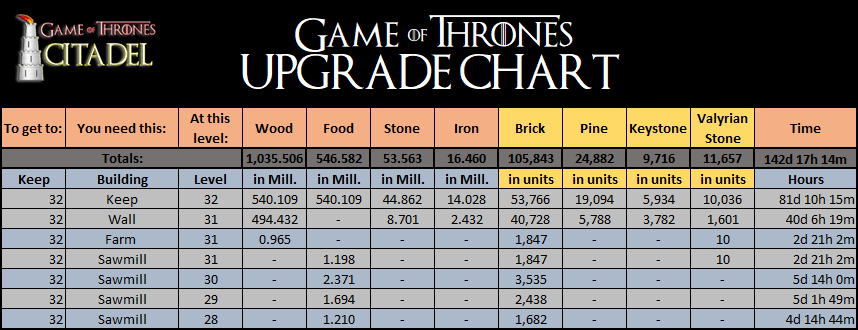 GAME OF THRONES
CITADEL
GAME OF THRONES
UPGRADE CHART
To get to: You need this: At this level: Wood Food Stone Iron Brick Pine Keystone Valyrian Stone Time
Totals: 1,035.506 546.582 53.563 16.460 105,843 24,882 9,716 11,657 142d 17h 14m
Keep Building Level in Mill. in Mill. in Mill. in Mill. in units in units in units in units Hours
32 Keep 32 540.109 540.109 44.862 14.028 53,766 19,094 5,934 10,036 81d 10h 15m
32 Wall 31 494.432 - 8.701 2.432 40,728 5,788 3,782 1,601 40d 6h 19m
32 Farm 31 0.965 - - - 1,847 - - 10 2d 21h 2m
32 Sawmill 31 - 1.198 - - 1,847 - - 10 2d 21h 2m
32 Sawmill 30 - 2.371 - - 3,535 - - - 5d 14h 0m
32 Sawmill 29 - 1.694 - - 2,438 - - - 5d 1h 49m
32 Sawmill 28 - 1.210 - - 1,682 - - - 4d 14h 44m